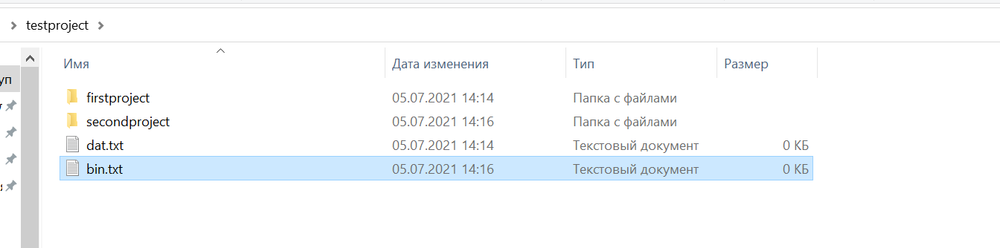 testproject
Имя Дата изменения Тип Размер
уп
firstproject 05.07.2021 14:14 Папка с файлами
secondproject 05.07.2021 14:16 Папка с файлами
dat.txt 05.07.2021 14:14 Текстовый документ 0 КБ
bin.txt 05.07.2021 14:16 Текстовый документ 0 КБ